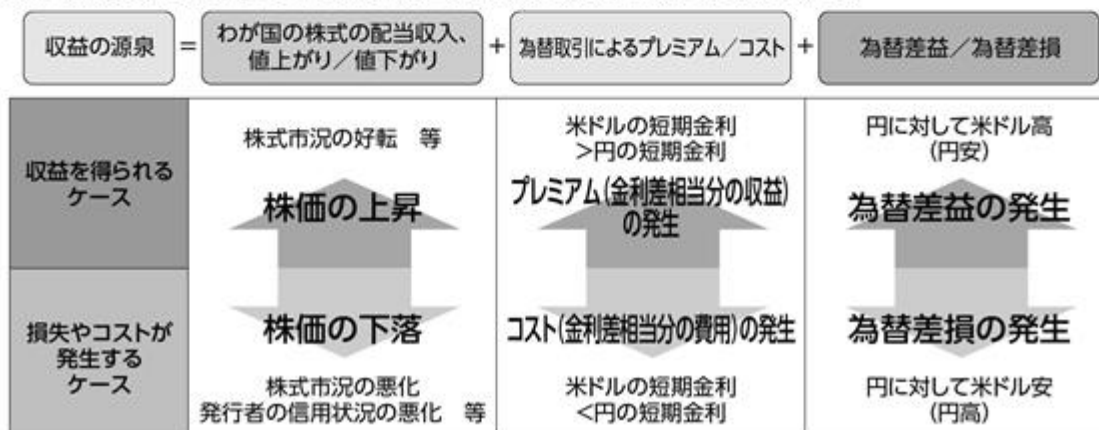 収益の源泉
=
わが国の株式の配当収入、
値上がり/値下がり
+
為替取引によるプレミアム/コスト
+
為替差益/為替差損
収益を得られる
ケース
株式市況の好転 等
株価の上昇
米ドルの短期金利
>円の短期金利
プレミアム(金利差相当分の収益)
の発生
円に対して米ドル高
(円安)
為替差益の発生
損失やコストが
発生する
ケース
株価の下落
株式市況の悪化
発行者の信用状況の悪化 等
コスト(金利差相当分の費用)の発生
米ドルの短期金利
<円の短期金利
為替差損の発生
円に対して米ドル安
(円高)